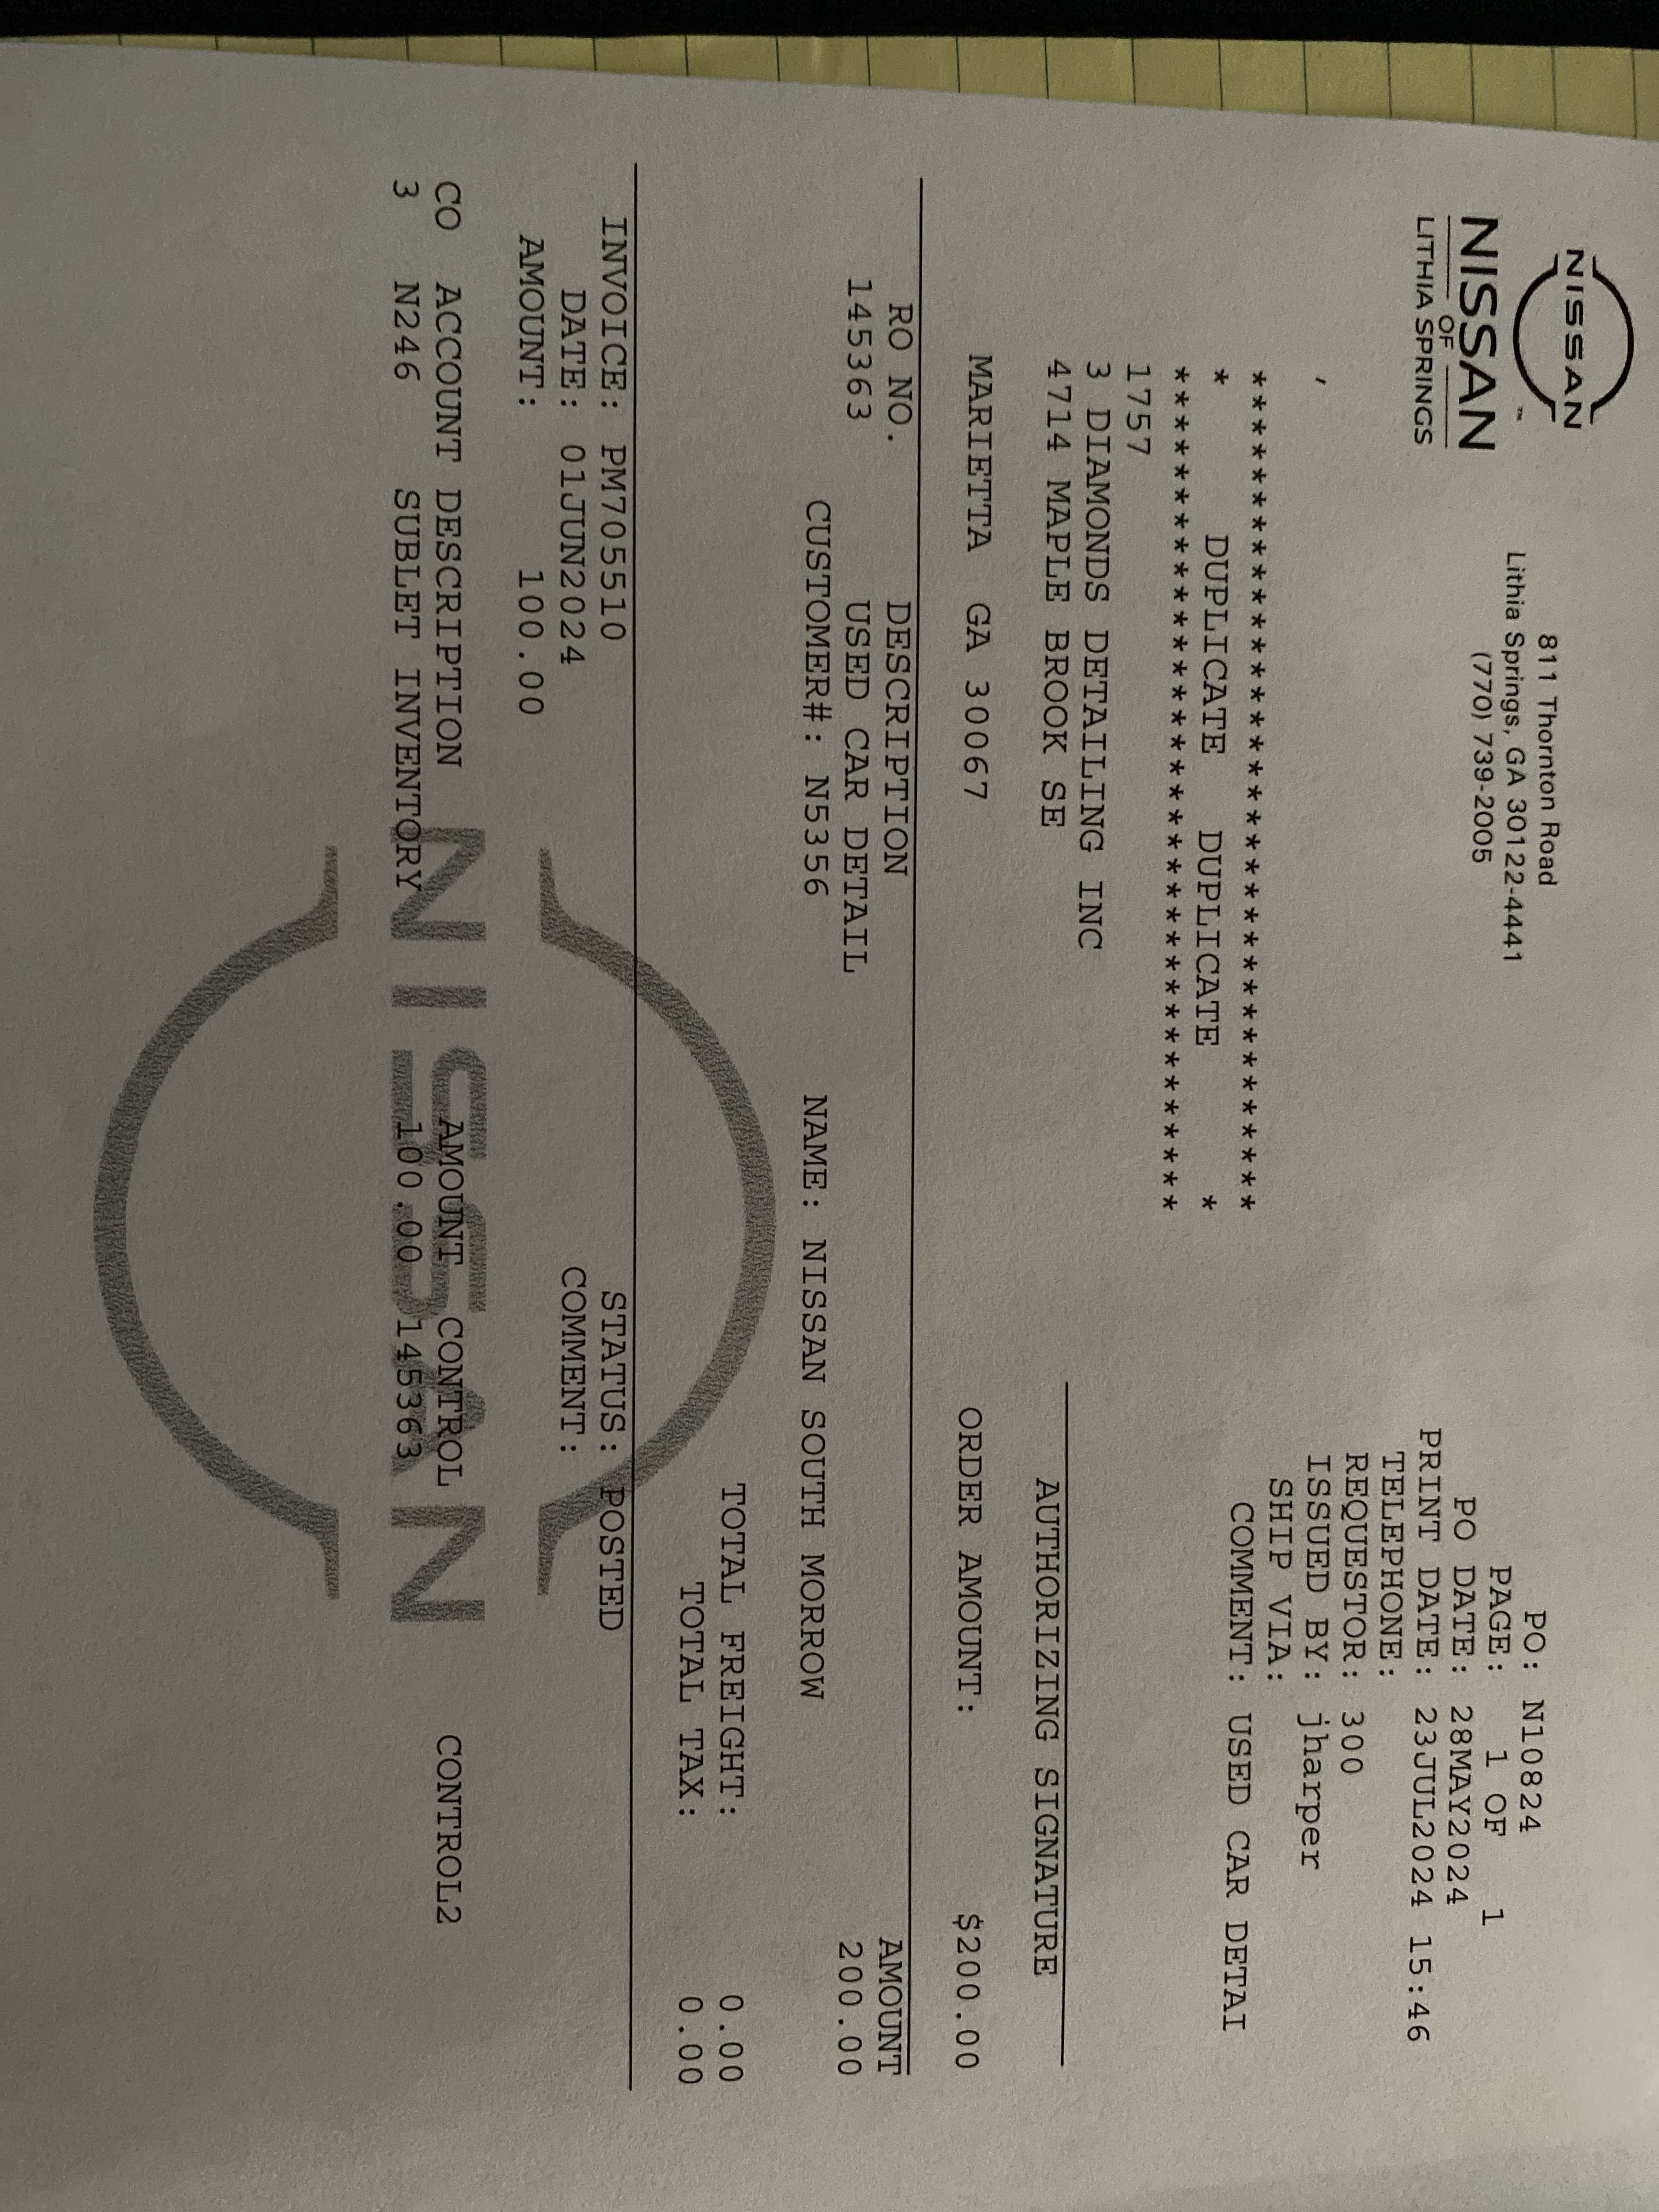 NISSAN
NISSAN
OF
LITHIA SPRINGS
811 Thornton Road
Lithia Springs, GA 30122-4441
(770) 739-2005
PO: N10824
PAGE: 1 OF 1
PO DATE: 28MAY2024
PRINT DATE: 23JUL2024 15:46
TELEPHONE:
REQUESTOR: 300
ISSUED BY: jharper
SHIP VIA:
COMMENT: USED CAR DETAI
,
***********************************
* DUPLICATE DUPLICATE *
***********************************
1757
3 DIAMONDS DETAILING INC
4714 MAPLE BROOK SE
MARIETTA GA 30067
AUTHORIZING SIGNATURE
ORDER AMOUNT: $200.00
RO NO. DESCRIPTION AMOUNT
145363 USED CAR DETAIL 200.00
CUSTOMER#: N5356 NAME: NISSAN SOUTH MORROW
TOTAL FREIGHT: 0.00
TOTAL TAX: 0.00
INVOICE: PM705510 STATUS: POSTED
DATE: 01JUN2024 COMMENT:
AMOUNT: 100.00
CO ACCOUNT DESCRIPTION AMOUNT CONTROL CONTROL2
3 N246 SUBLET INVENTORY 100.00 145363
NISSAN